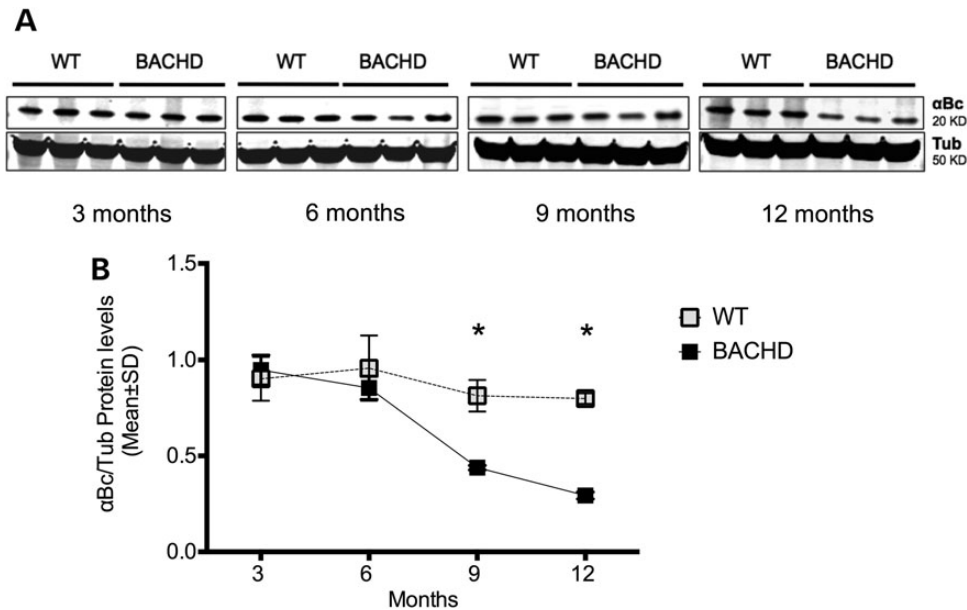 A
WT BACHD WT BACHD WT BACHD WT BACHD
αBc
20 KD
Tub
50 KD
3 months 6 months 9 months 12 months
B
αBc/Tub Protein levels
(Mean±SD)
1.5
1.0
0.5
0.0
* *
WT
BACHD
3 6 9 12
Months